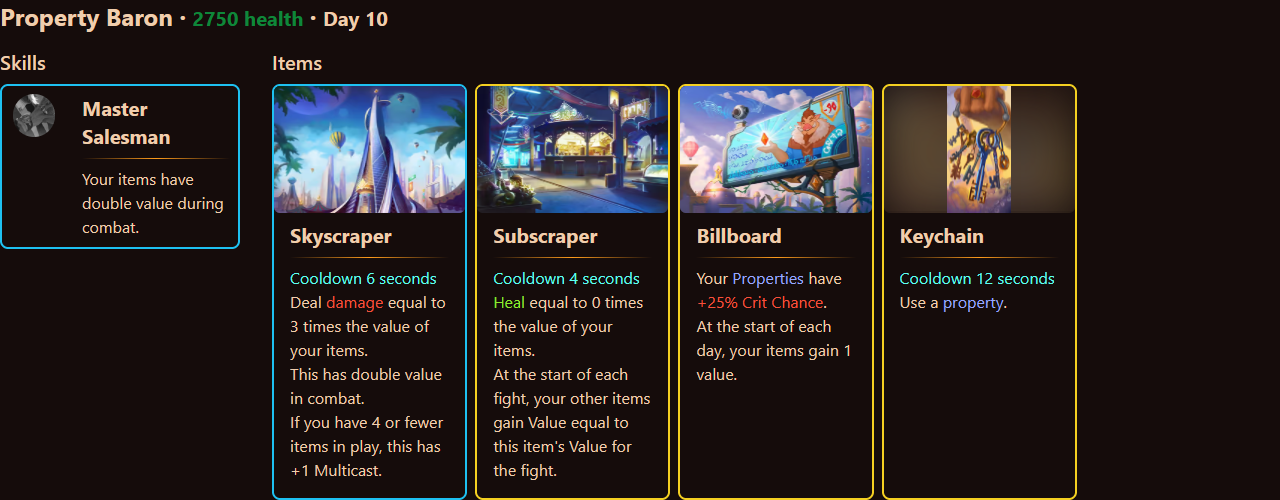 Property Baron · 2750 health · Day 10
Skills
Items
Master
Salesman
Your items have
double value during
combat.
Skyscraper
Cooldown 6 seconds
Deal damage equal to
3 times the value of
your items.
This has double value
in combat.
If you have 4 or fewer
items in play, this has
+1 Multicast.
Subscraper
Cooldown 4 seconds
Heal equal to 0 times
the value of your
items.
At the start of each
fight, your other items
gain Value equal to
this item's Value for
the fight.
Billboard
Your Properties have
+25% Crit Chance.
At the start of each
day, your items gain 1
value.
Keychain
Cooldown 12 seconds
Use a property.